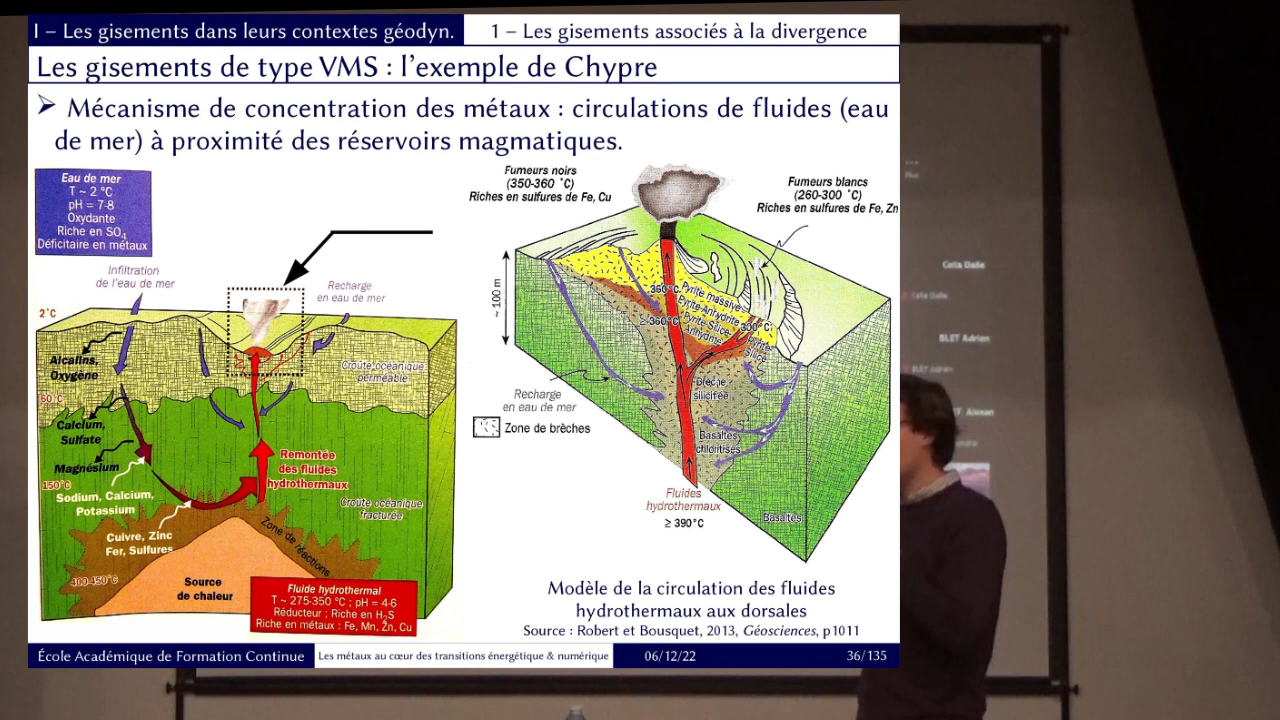 I – Les gisements dans leurs contextes géodyn.
1 – Les gisements associés à la divergence
Les gisements de type VMS : l'exemple de Chypre
Mécanisme de concentration des métaux : circulations de fluides (eau
de mer) à proximité des réservoirs magmatiques.
Eau de mer
T ~ 2 °C
pH = 7-8
Oxydante
Riche en SO4
Déficitaire en métaux
Infiltration
de l'eau de mer
Recharge
en eau de mer
2°C
Alcalins,
Oxygène
Croûte océanique
perméable
60°C
Calcium,
Sulfate
Magnésium
150°C
Sodium, Calcium,
Potassium
Remontée
des fluides
hydrothermaux
Croûte océanique
fracturée
Cuivre, Zinc
Fer, Sulfures
Zone de réactions
400-450°C
Source
de chaleur
Fluide hydrothermal
T ~ 275-350 °C ; pH = 4-6
Réducteur ; Riche en H2S
Riche en métaux : Fe, Mn, Zn, Cu
Fumeurs noirs
(350-360 °C)
Riches en sulfures de Fe, Cu
Fumeurs blancs
(260-300 °C)
Riches en sulfures de Fe, Zn
~ 100 m
360°C
Pyrite massive
Pyrite-Anhydrite
≥ 360°C
Pyrite-Silice
Anhydrite
300°C
Pyrite
silice
Brèche
silicifiée
Recharge
en eau de mer
Zone de brèches
Basaltes
chloritisés
Fluides
hydrothermaux
≥ 390°C
Basaltes
Modèle de la circulation des fluides
hydrothermaux aux dorsales
Source : Robert et Bousquet, 2013, Géosciences, p1011
École Académique de Formation Continue
Les métaux au cœur des transitions énergétique & numérique
06/12/22
36/135
Celia Dalle
Celia Dalle
BLET Adrien
BLET Adrien